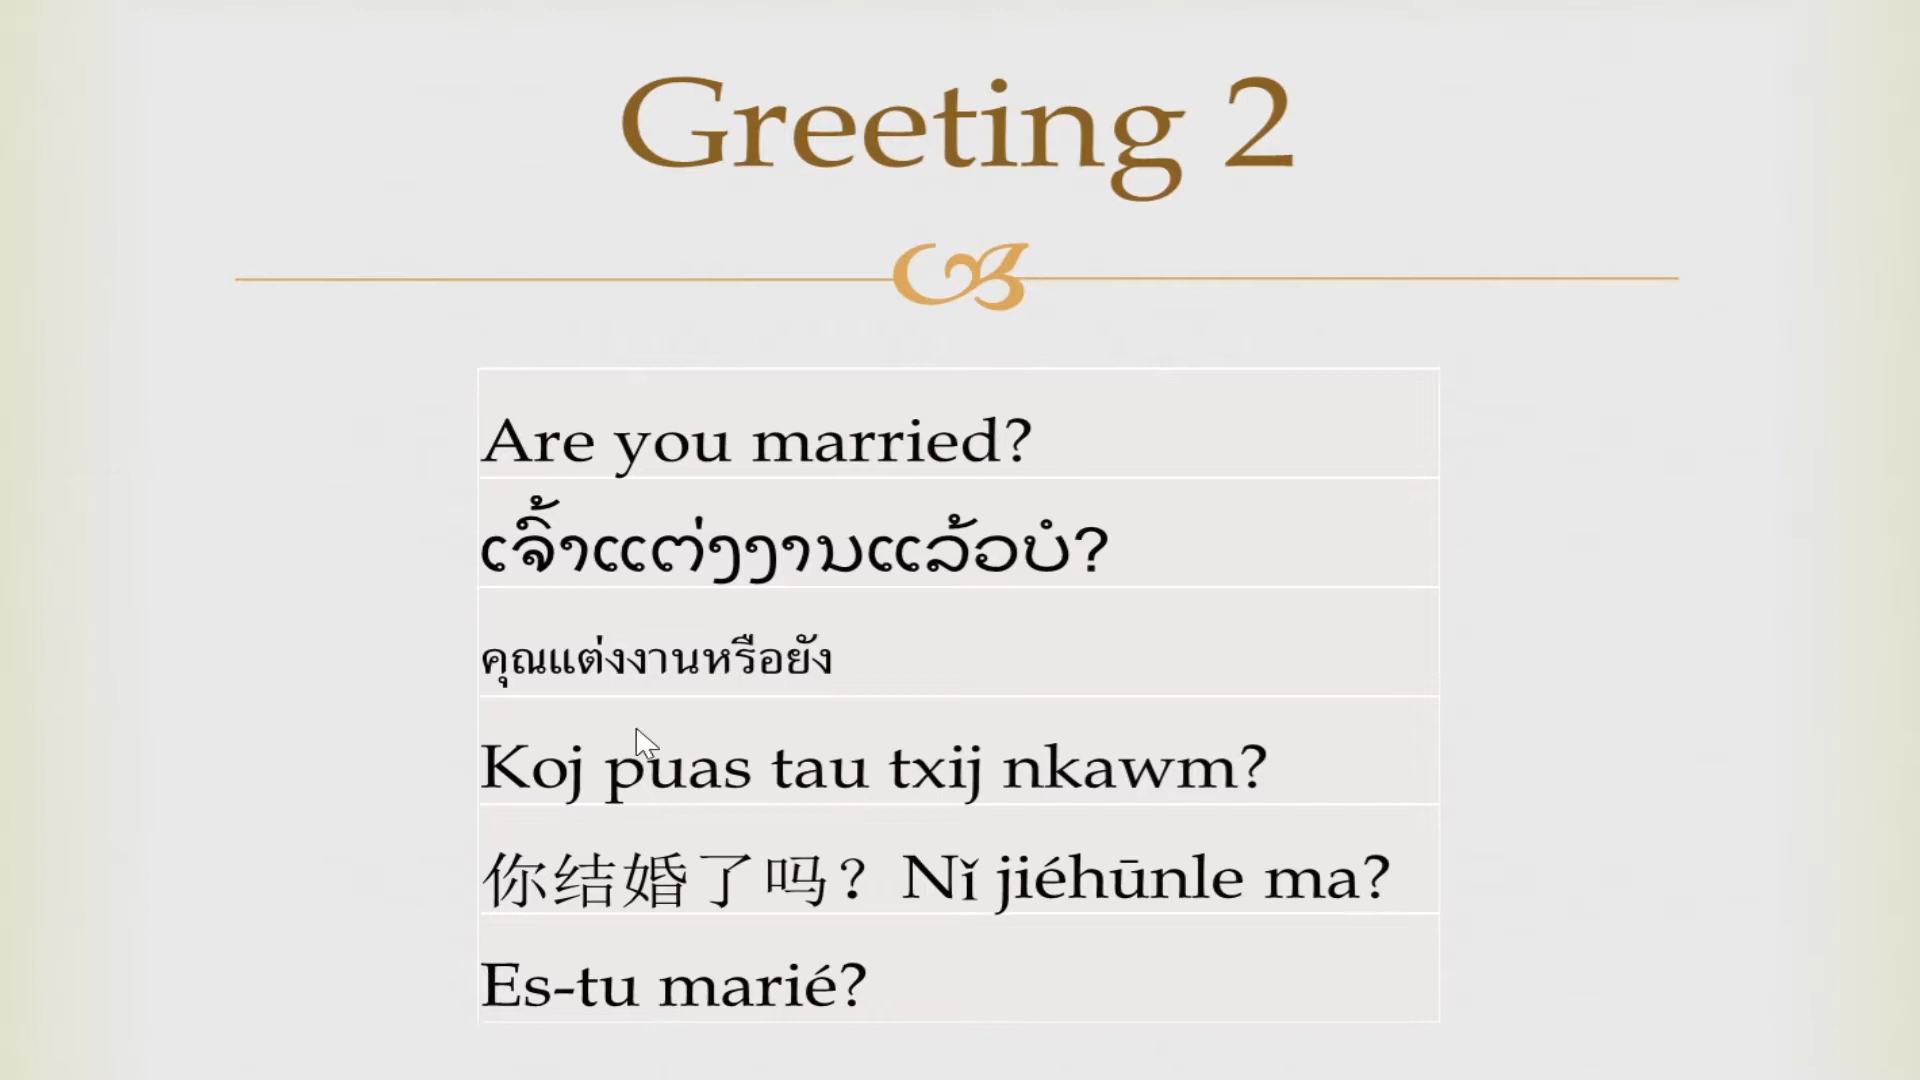 Greeting 2
Are you married?
ເຈົ້າແຕ່ງງານແລ້ວບໍ?
คุณแต่งงานหรือยัง
Koj puas tau txij nkawm?
你结婚了吗？ Nǐ jiéhūnle ma?
Es-tu marié?